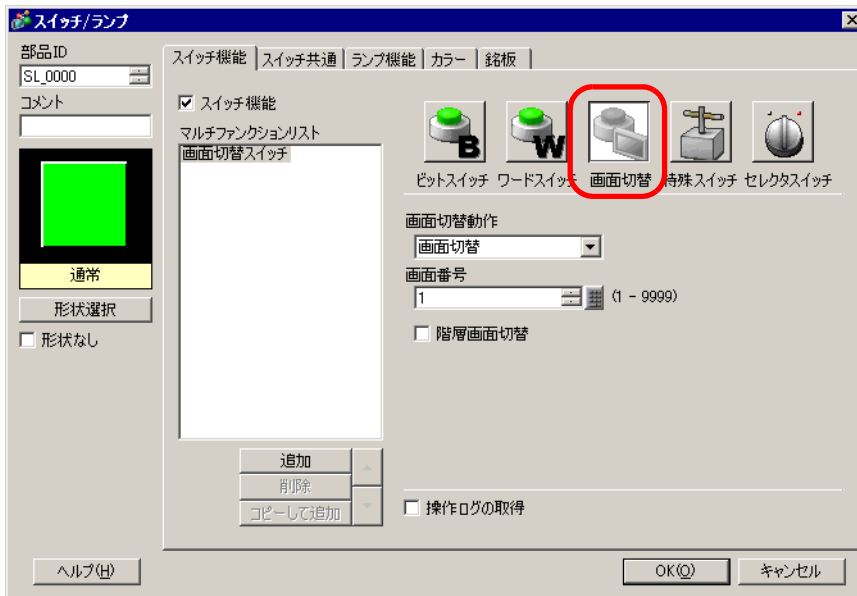 スイッチ/ランプ
部品ID
SL_0000
コメント
通常
形状選択
形状なし
スイッチ機能 スイッチ共通 ランプ機能 カラー 銘板
スイッチ機能
マルチファンクションリスト
画面切替スイッチ
追加
削除
コピーして追加
B W
ビットスイッチ ワードスイッチ 画面切替 特殊スイッチ セレクタスイッチ
画面切替動作
画面切替
画面番号
1 (1 - 9999)
階層画面切替
操作ログの取得
ヘルプ(H) OK(O) キャンセル